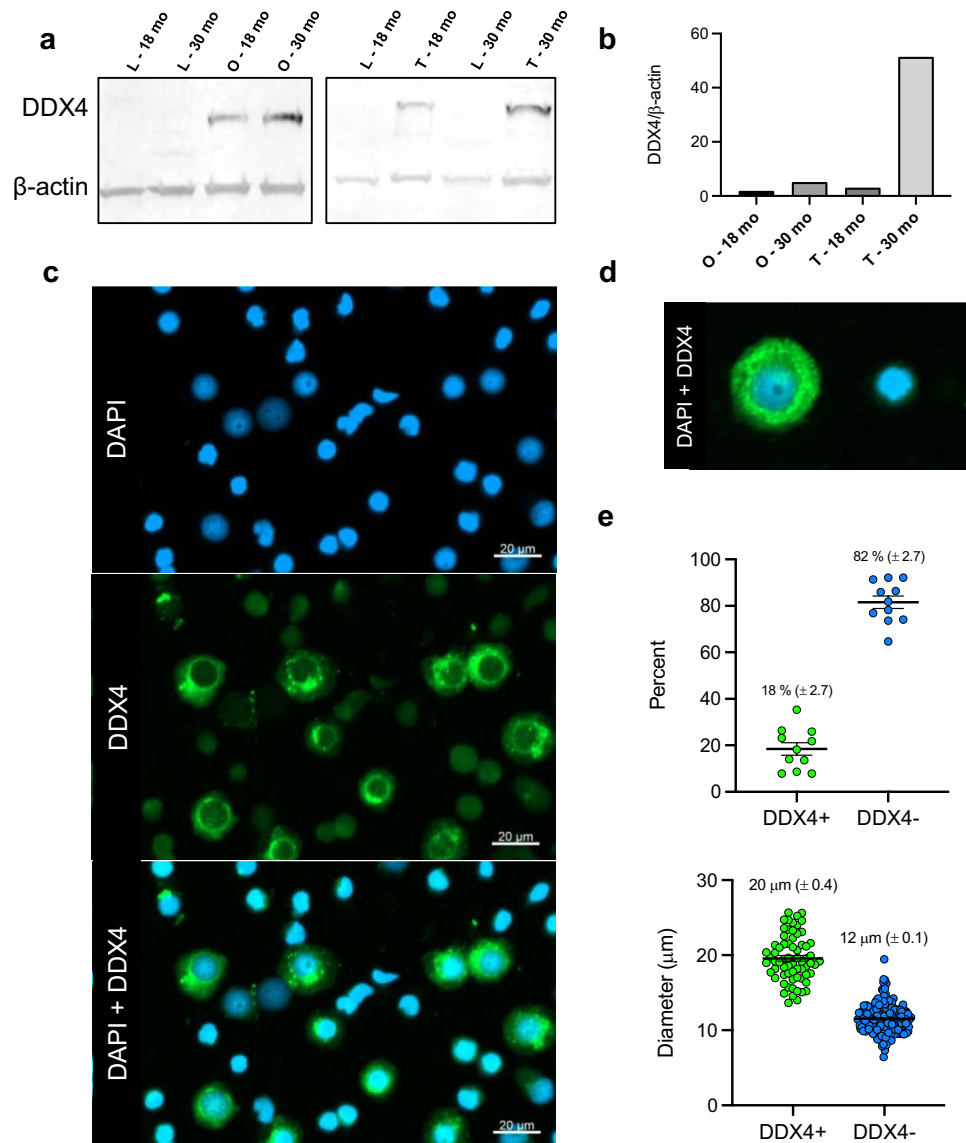 a
L - 18 mo
L - 30 mo
O - 18 mo
O - 30 mo
L - 18 mo
T - 18 mo
L - 30 mo
T - 30 mo
DDX4
β-actin
b
60
40
20
0
DDX4/β-actin
O - 18 mo
O - 30 mo
T - 18 mo
T - 30 mo
c
DAPI
20 μm
DDX4
20 μm
DAPI + DDX4
20 μm
d
DAPI + DDX4
e
100
80
60
40
20
0
Percent
82 % (± 2.7)
18 % (± 2.7)
DDX4+ DDX4-
30
20
10
0
Diameter (μm)
20 μm (± 0.4)
12 μm (± 0.1)
DDX4+ DDX4-